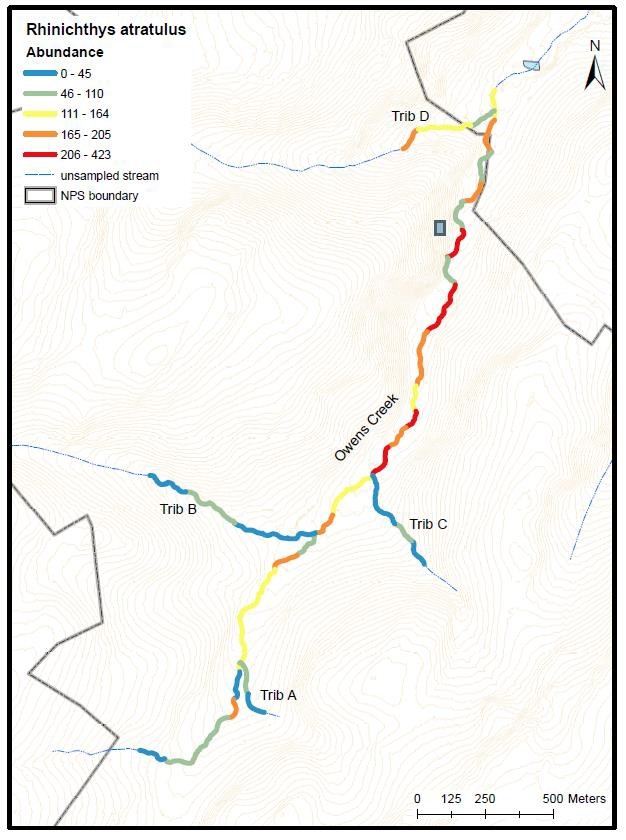 Rhinichthys atratulus
Abundance
0 - 45
46 - 110
111 - 164
165 - 205
206 - 423
unsampled stream
NPS boundary
N
Trib D
Owens Creek
Trib B
Trib C
Trib A
0 125 250 500 Meters